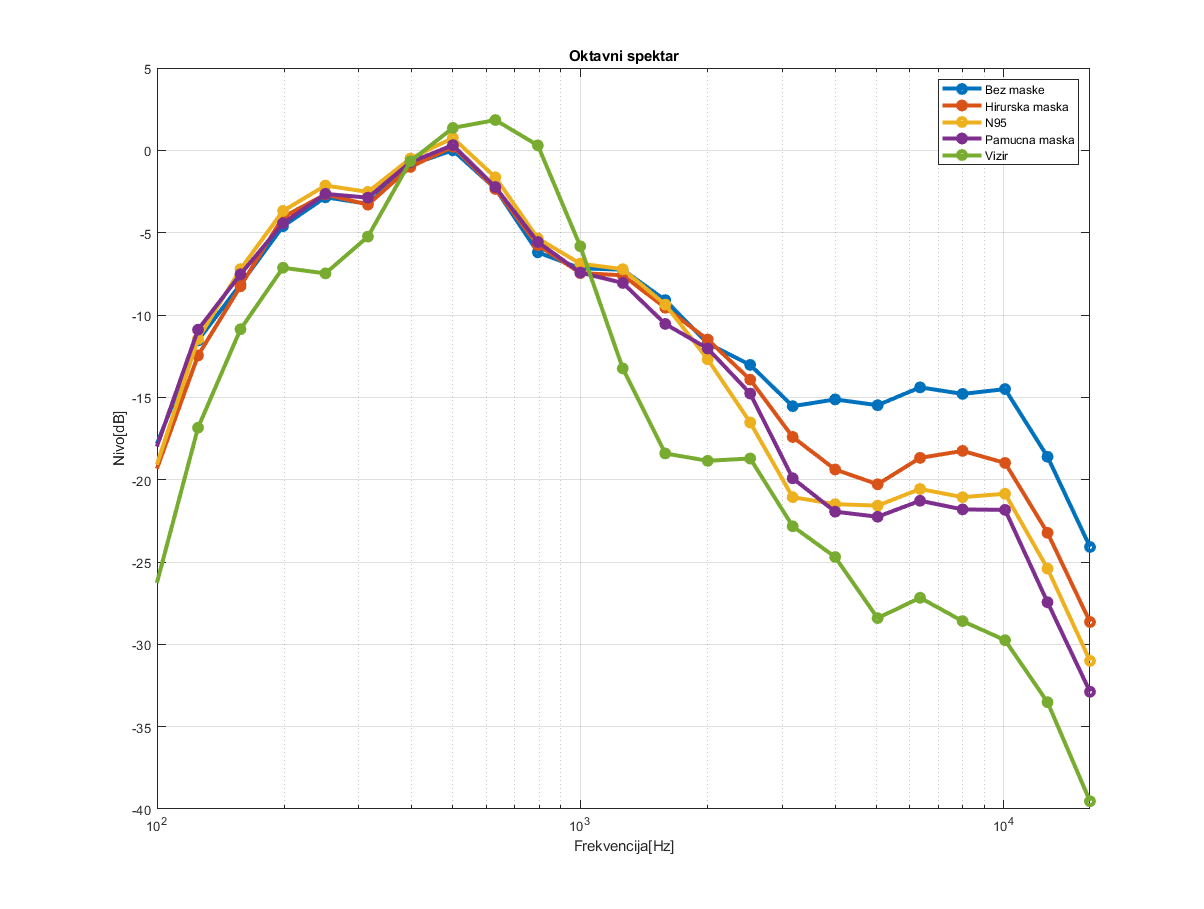 Oktavni spektar
Bez maske
Hirurska maska
N95
Pamucna maska
Vizir
5
0
-5
-10
-15
-20
-25
-30
-35
-40
Nivo[dB]
10^2
10^3
10^4
Frekvencija[Hz]